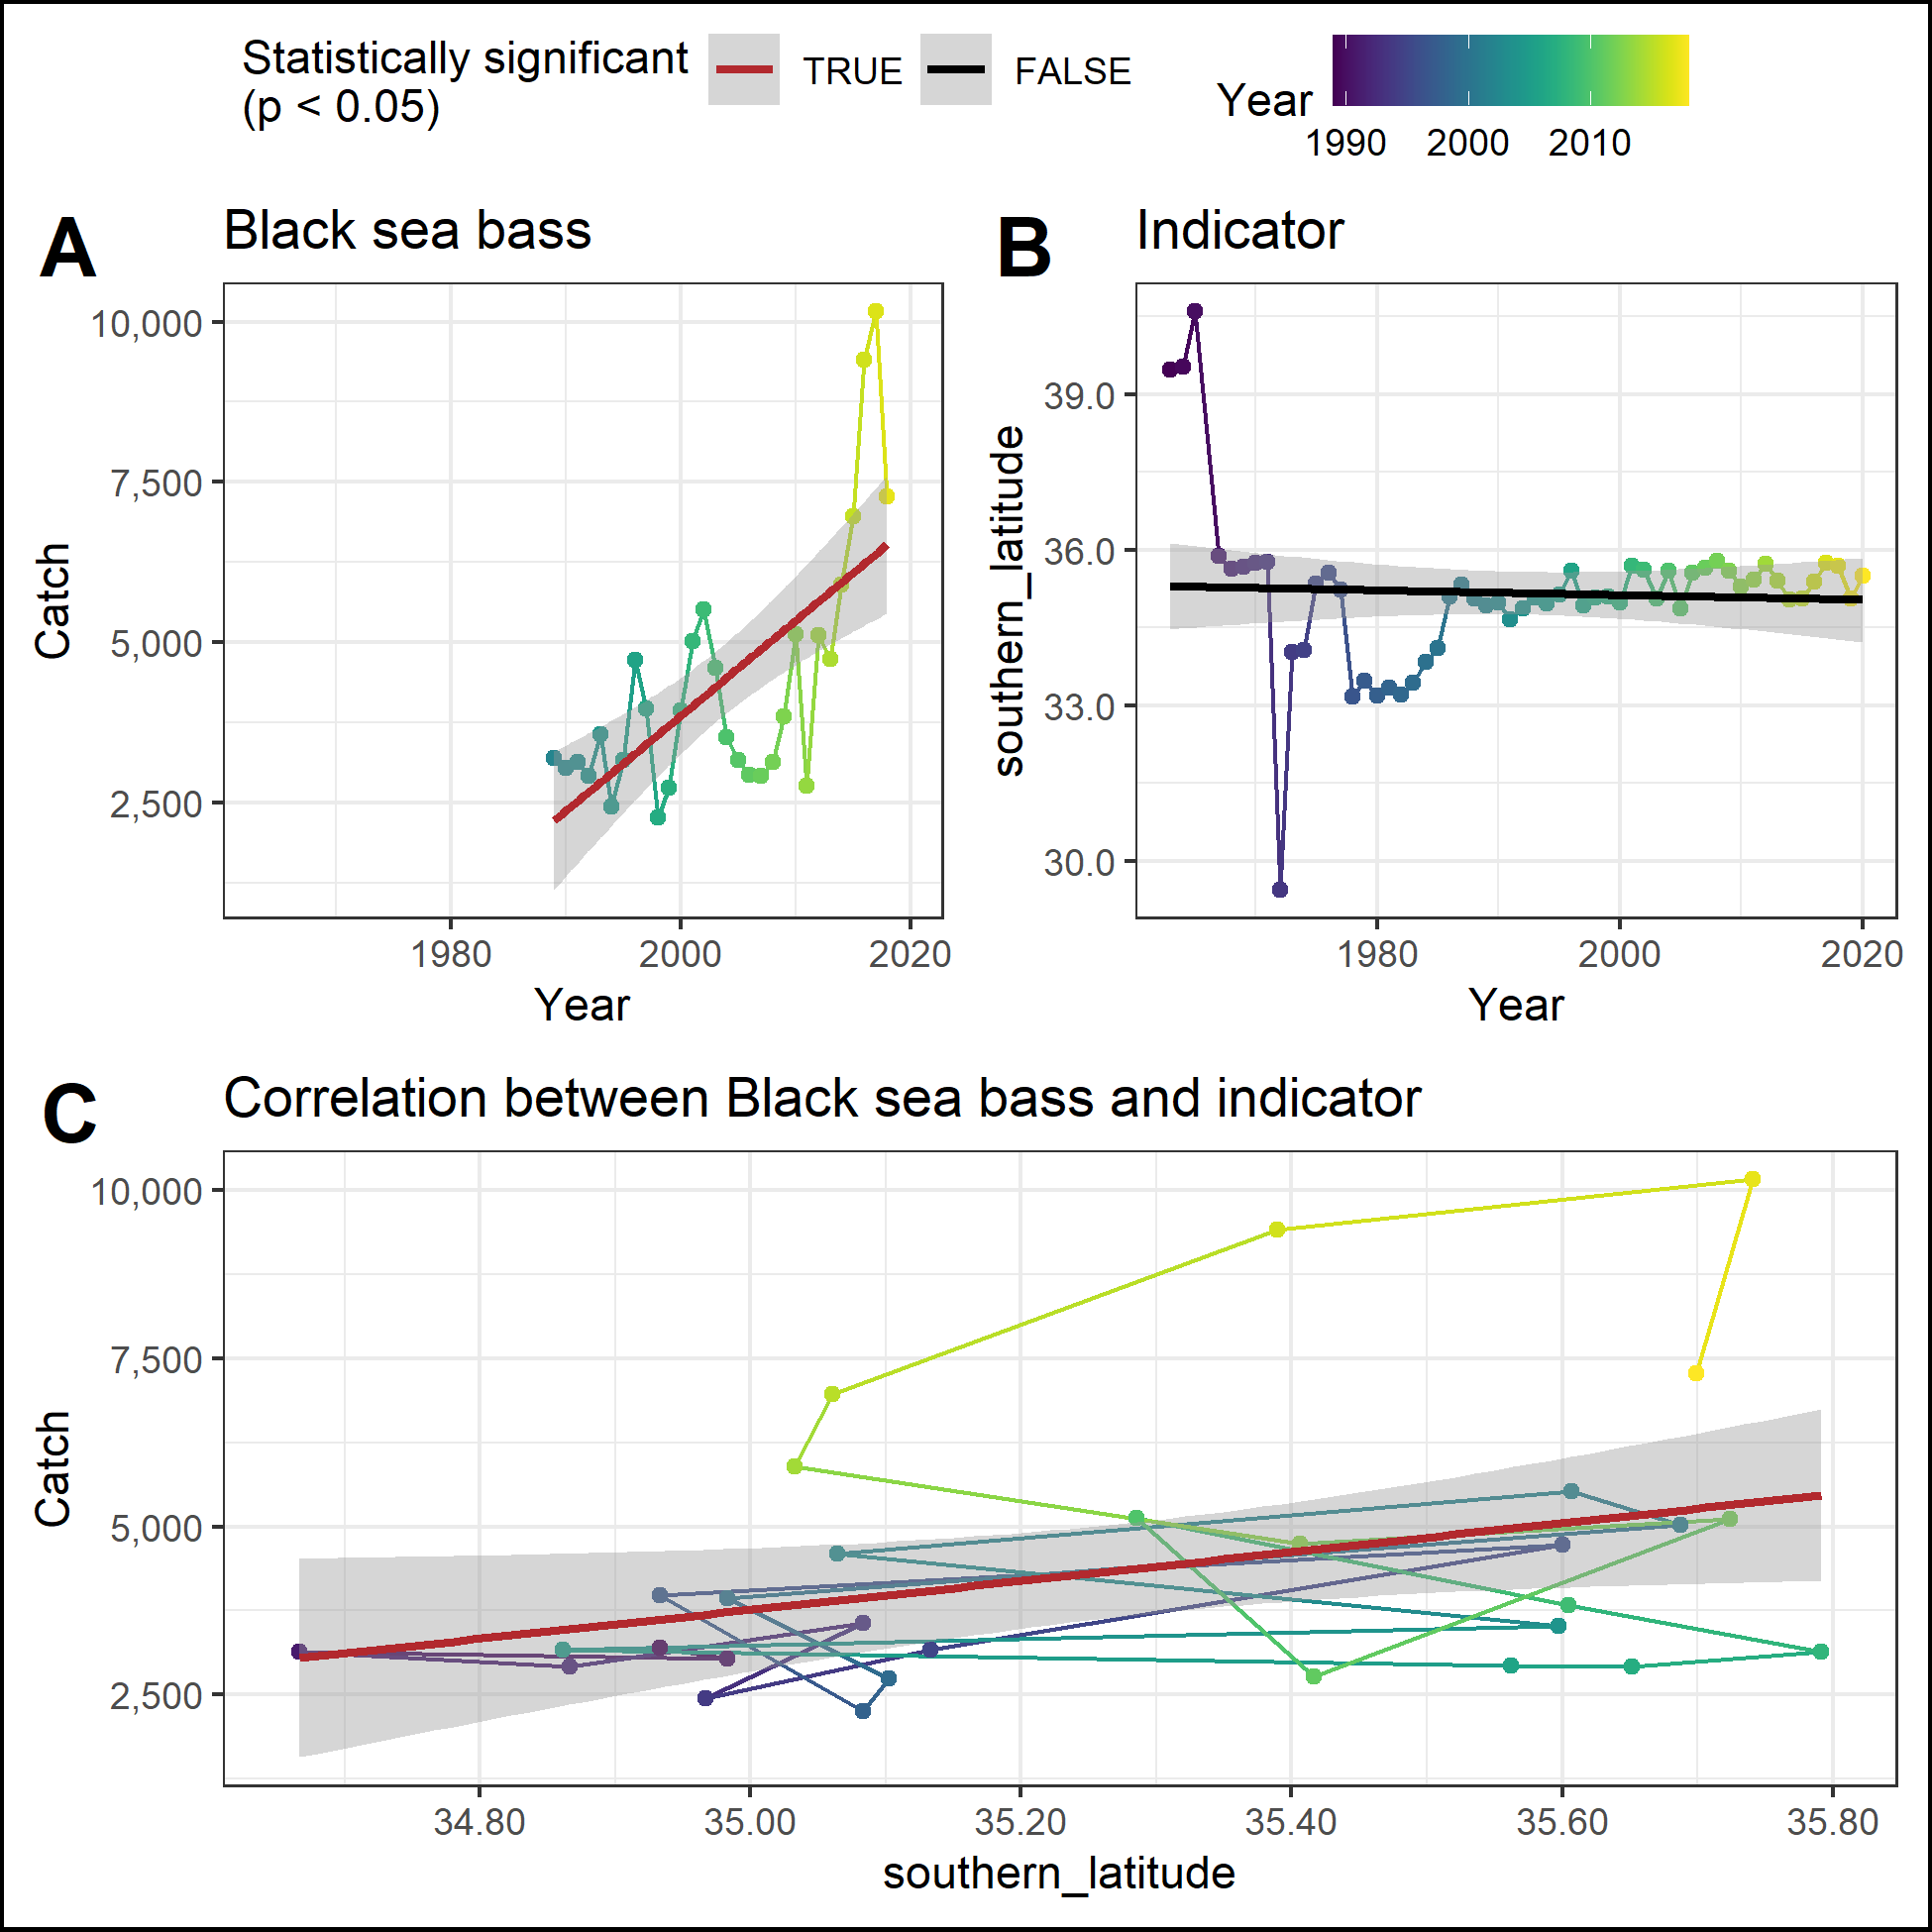 Statistically significant
(p < 0.05)
TRUE
FALSE
Year
1990
2000
2010
A
Black sea bass
10,000
7,500
5,000
2,500
Catch
1980
2000
2020
Year
B
Indicator
39.0
36.0
33.0
30.0
southern_latitude
1980
2000
2020
Year
C
Correlation between Black sea bass and indicator
10,000
7,500
5,000
2,500
Catch
34.80
35.00
35.20
35.40
35.60
35.80
southern_latitude